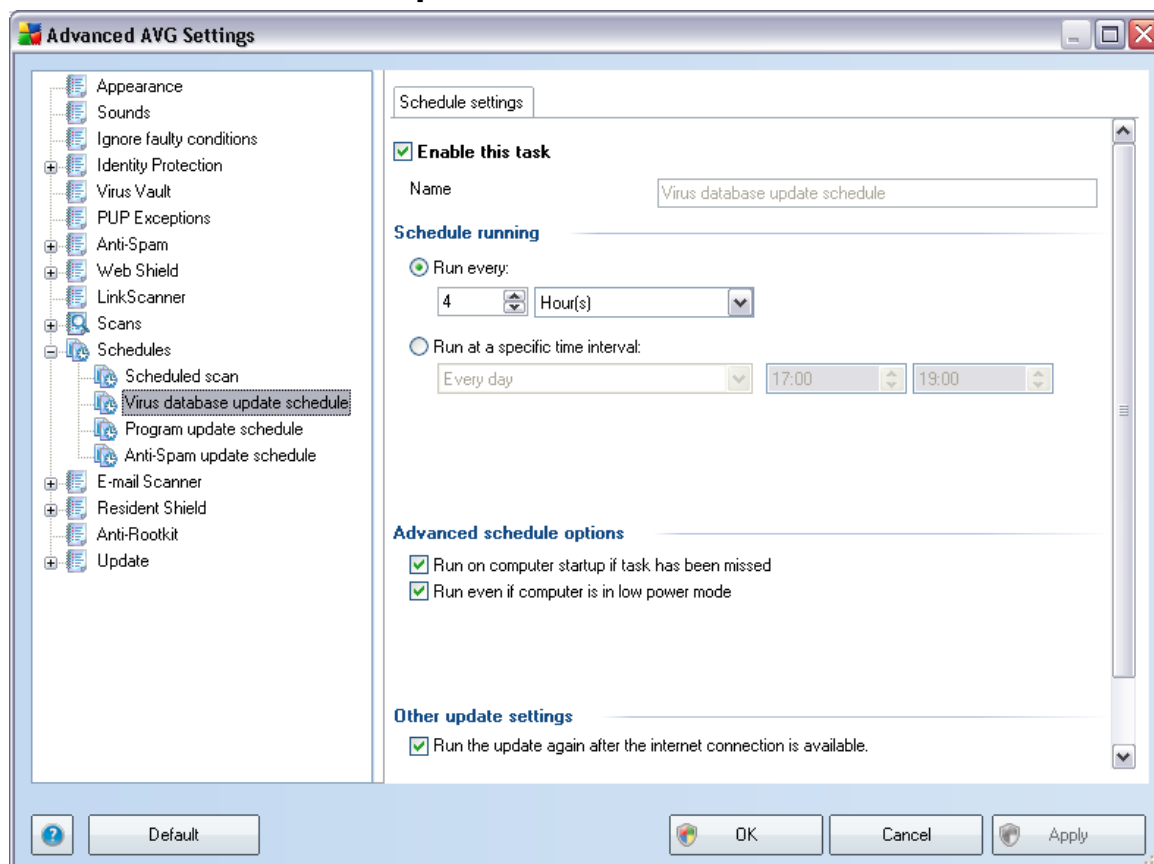 Advanced AVG Settings
Appearance
Sounds
Ignore faulty conditions
Identity Protection
Virus Vault
PUP Exceptions
Anti-Spam
Web Shield
LinkScanner
Scans
Schedules
Scheduled scan
Virus database update schedule
Program update schedule
Anti-Spam update schedule
E-mail Scanner
Resident Shield
Anti-Rootkit
Update
Schedule settings
Enable this task
Name Virus database update schedule
Schedule running
Run every:
4 Hour(s)
Run at a specific time interval:
Every day 17:00 19:00
Advanced schedule options
Run on computer startup if task has been missed
Run even if computer is in low power mode
Other update settings
Run the update again after the internet connection is available.
? Default OK Cancel Apply